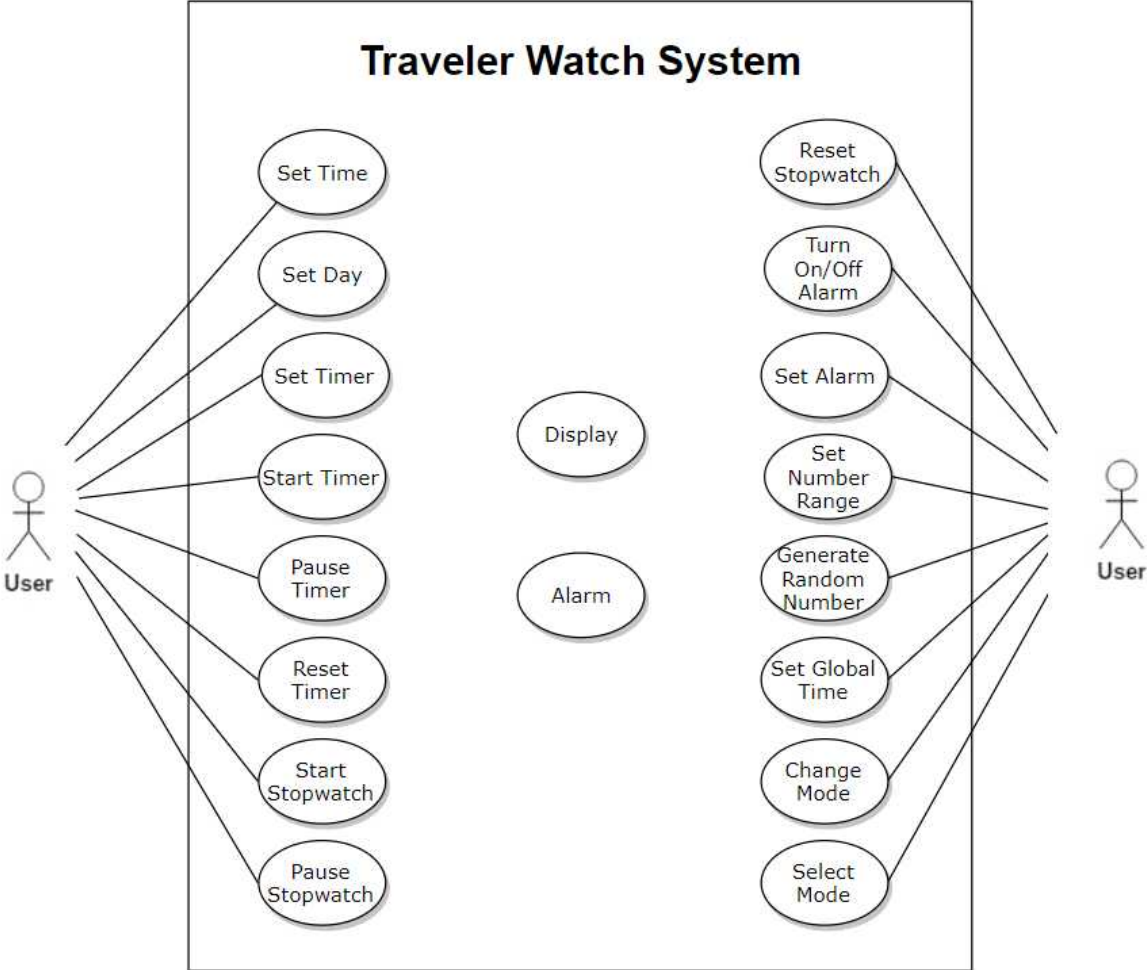 Traveler Watch System
Set Time
Set Day
Set Timer
Start Timer
Pause
Timer
Reset
Timer
Start
Stopwatch
Pause
Stopwatch
User
Display
Alarm
Reset
Stopwatch
Turn
On/Off
Alarm
Set Alarm
Set
Number
Range
Generate
Random
Number
Set Global
Time
Change
Mode
Select
Mode
User